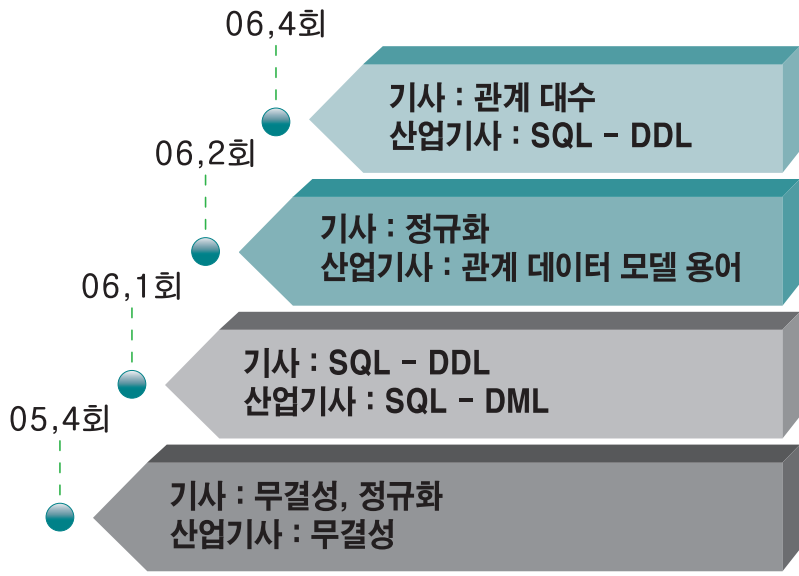 06,4회
기사 : 관계 대수
산업기사 : SQL - DDL
06,2회
기사 : 정규화
산업기사 : 관계 데이터 모델 용어
06,1회
기사 : SQL - DDL
산업기사 : SQL - DML
05,4회
기사 : 무결성, 정규화
산업기사 : 무결성